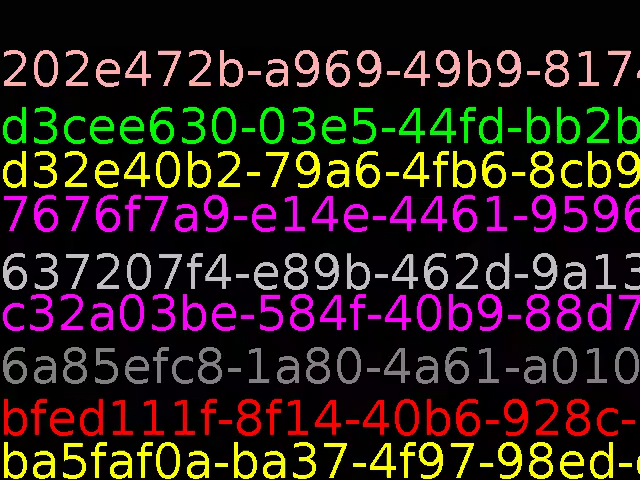 202e472b-a969-49b9-8174
d3cee630-03e5-44fd-bb2b
d32e40b2-79a6-4fb6-8cb9
7676f7a9-e14e-4461-9596
637207f4-e89b-462d-9a13
c32a03be-584f-40b9-88d7
6a85efc8-1a80-4a61-a010
bfed111f-8f14-40b6-928c-
ba5faf0a-ba37-4f97-98ed-